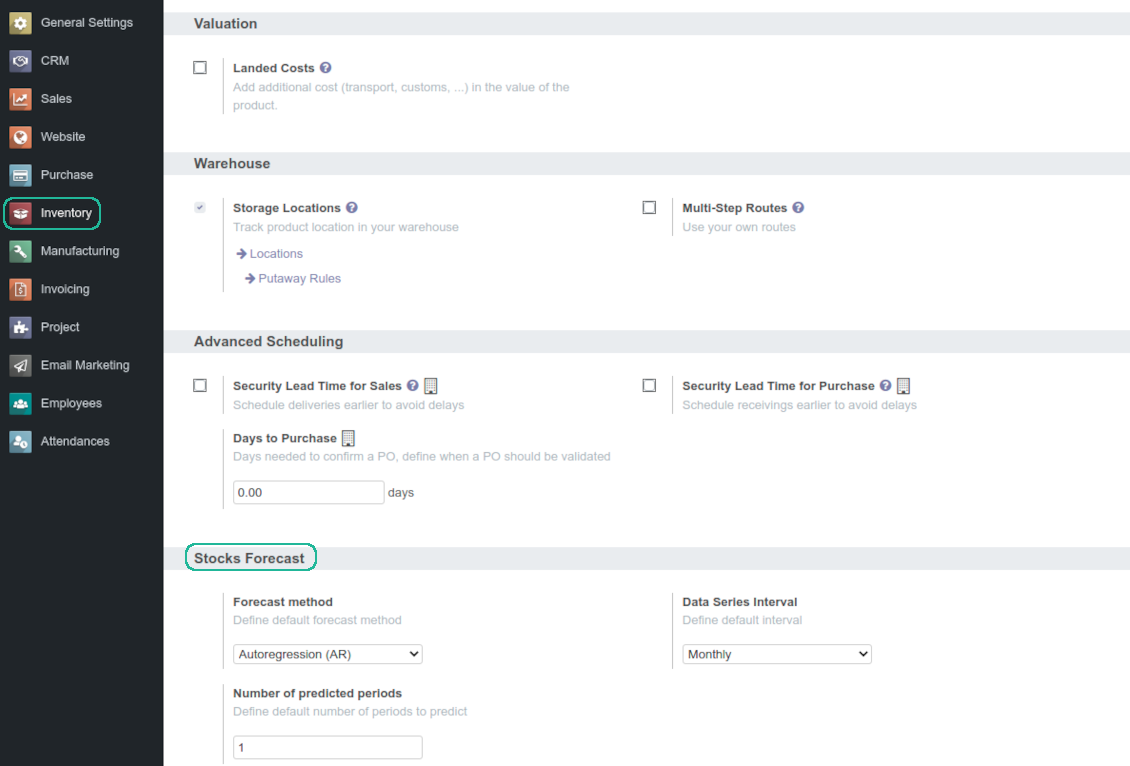 General Settings
CRM
Sales
Website
Purchase
Inventory
Manufacturing
Invoicing
Project
Email Marketing
Employees
Attendances
Valuation
Landed Costs ?
Add additional cost (transport, customs, ...) in the value of the
product.
Warehouse
Storage Locations ?
Track product location in your warehouse
Locations
Putaway Rules
Multi-Step Routes ?
Use your own routes
Advanced Scheduling
Security Lead Time for Sales ?
Schedule deliveries earlier to avoid delays
Security Lead Time for Purchase ?
Schedule receivings earlier to avoid delays
Days to Purchase
Days needed to confirm a PO, define when a PO should be validated
0.00 days
Stocks Forecast
Forecast method
Define default forecast method
Autoregression (AR)
Data Series Interval
Define default interval
Monthly
Number of predicted periods
Define default number of periods to predict
1